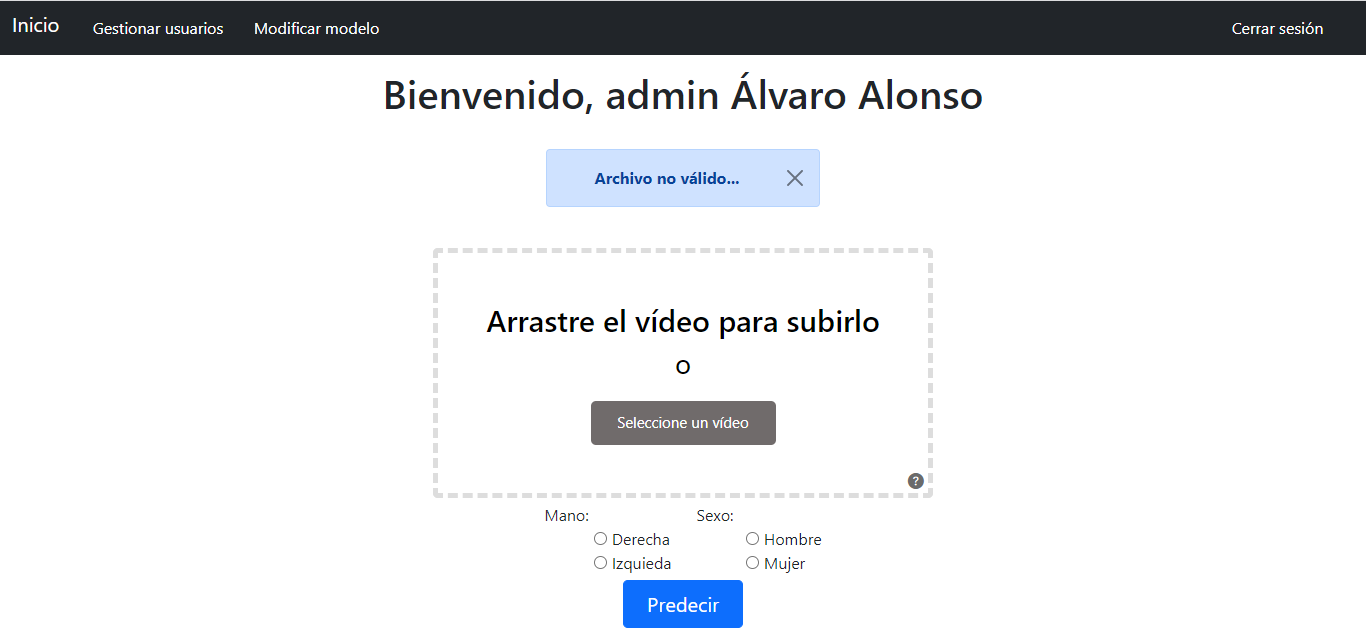 Inicio Gestionar usuarios Modificar modelo Cerrar sesión
Bienvenido, admin Álvaro Alonso
Archivo no válido...
Arrastre el vídeo para subirlo
O
Seleccione un vídeo
?
Mano: Sexo:
Derecha Hombre
Izquieda Mujer
Predecir